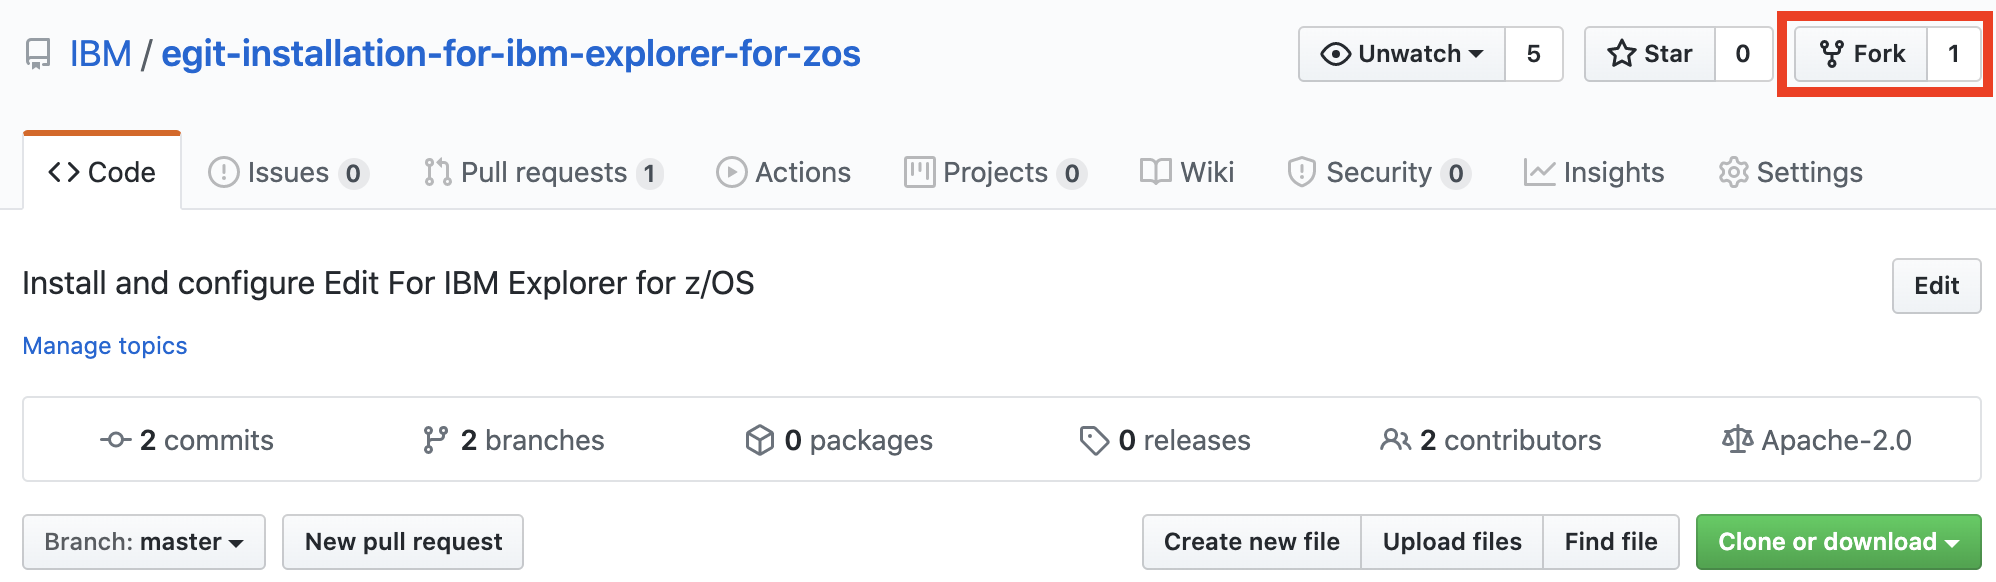 IBM / egit-installation-for-ibm-explorer-for-zos Unwatch 5 Star 0 Fork 1
Code Issues 0 Pull requests 1 Actions Projects 0 Wiki Security 0 Insights Settings
Install and configure Edit For IBM Explorer for z/OS Edit
Manage topics
2 commits 2 branches 0 packages 0 releases 2 contributors Apache-2.0
Branch: master New pull request Create new file Upload files Find file Clone or download